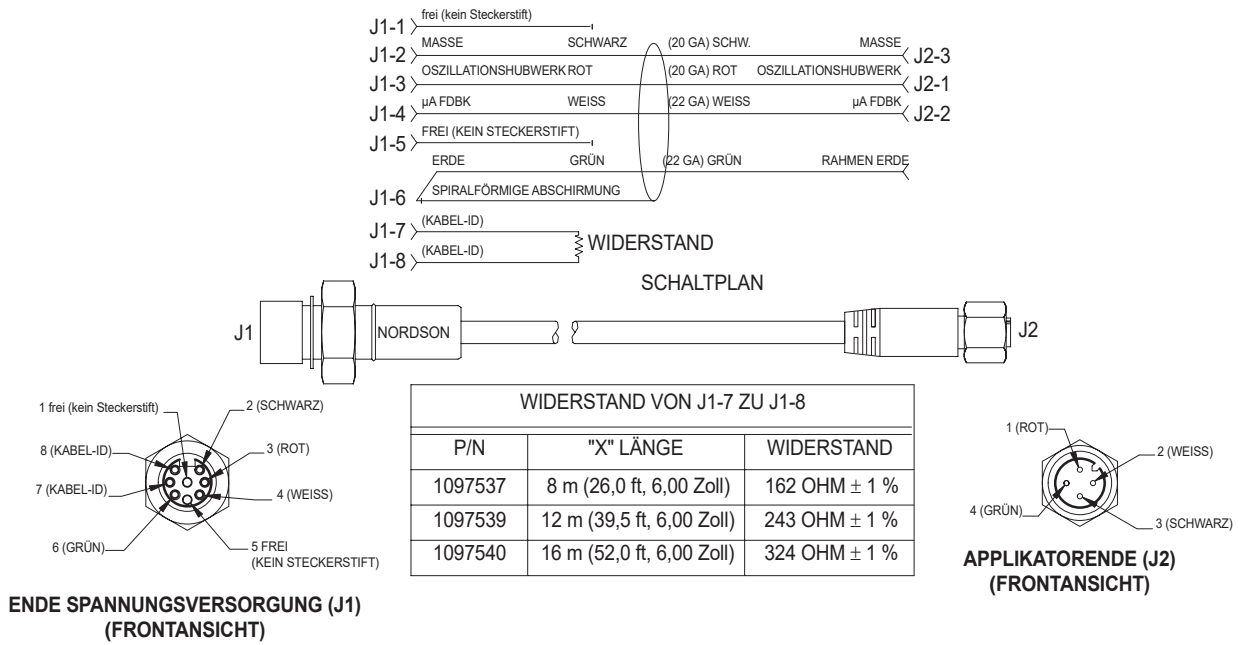 J1-1 frei (kein Steckerstift)
J1-2 MASSE SCHWARZ (20 GA) SCHW. MASSE J2-3
J1-3 OSZILLATIONSHUBWERK ROT (20 GA) ROT OSZILLATIONSHUBWERK J2-1
J1-4 µA FDBK WEISS (22 GA) WEISS µA FDBK J2-2
J1-5 FREI (KEIN STECKERSTIFT)
ERDE GRÜN (22 GA) GRÜN RAHMEN ERDE
J1-6 SPIRALFÖRMIGE ABSCHIRMUNG
J1-7 (KABEL-ID)
WIDERSTAND
J1-8 (KABEL-ID)
SCHALTPLAN
J1 NORDSON J2
1 frei (kein Steckerstift)
2 (SCHWARZ)
8 (KABEL-ID)
3 (ROT)
7 (KABEL-ID)
4 (WEISS)
6 (GRÜN)
5 FREI
(KEIN STECKERSTIFT)
ENDE SPANNUNGSVERSORGUNG (J1)
(FRONTANSICHT)
WIDERSTAND VON J1-7 ZU J1-8
P/N "X" LÄNGE WIDERSTAND
1097537 8 m (26,0 ft, 6,00 Zoll) 162 OHM ± 1 %
1097539 12 m (39,5 ft, 6,00 Zoll) 243 OHM ± 1 %
1097540 16 m (52,0 ft, 6,00 Zoll) 324 OHM ± 1 %
1 (ROT)
2 (WEISS)
4 (GRÜN)
3 (SCHWARZ)
APPLIKATORENDE (J2)
(FRONTANSICHT)